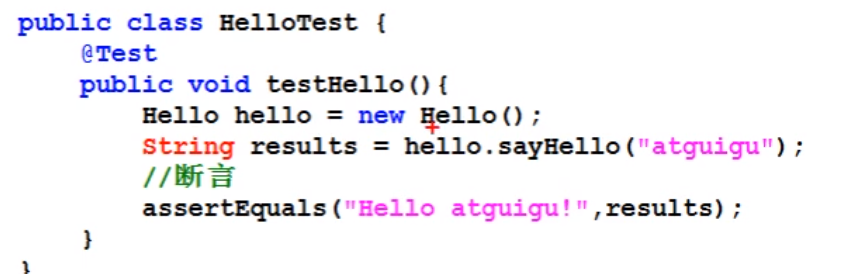 public class HelloTest {
    @Test
    public void testHello(){
        Hello hello = new Hello();
        String results = hello.sayHello("atguigu");
        //断言
        assertEquals("Hello atguigu!",results);
    }
}